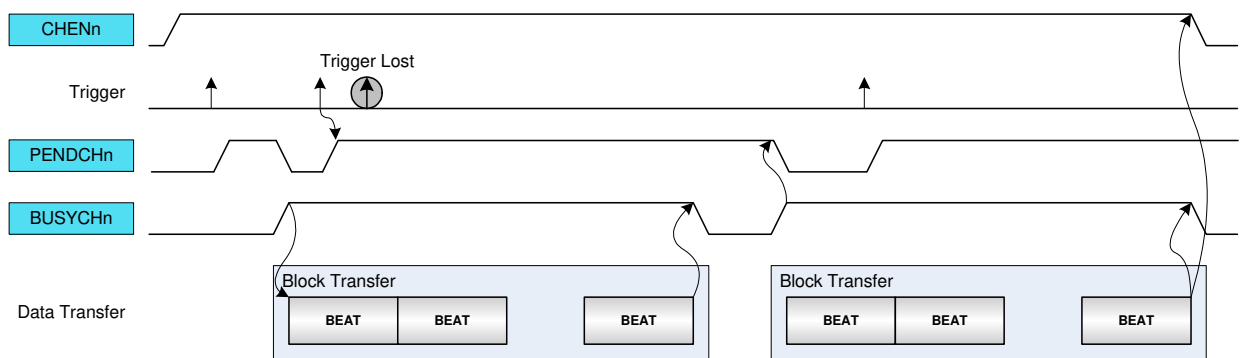 CHENn
Trigger Lost
Trigger
PENDCHn
BUSYCHn
Block Transfer
Block Transfer
Data Transfer
BEAT
BEAT
BEAT
BEAT
BEAT
BEAT